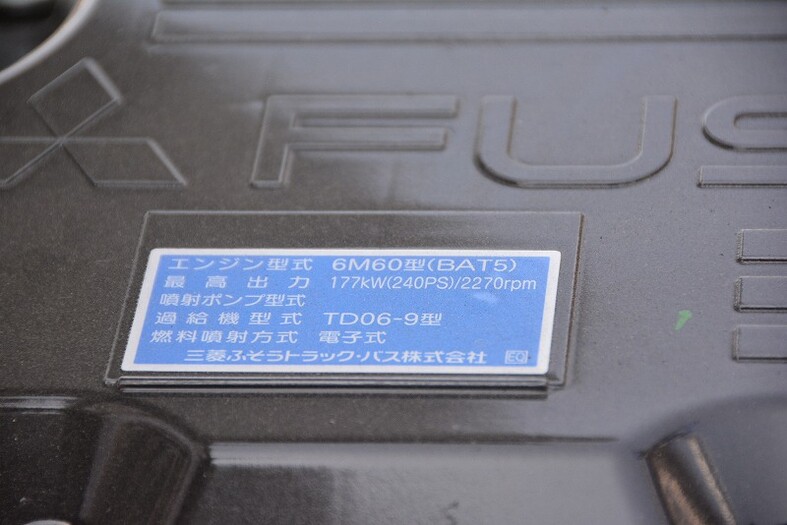 FUS
エンジン型式 6M60型(BAT5)
最高出力 177kW(240PS)/2270rpm
噴射ポンプ型式
過給機型式 TD06-9型
燃料噴射方式 電子式
三菱ふそうトラック・バス株式会社 EQ